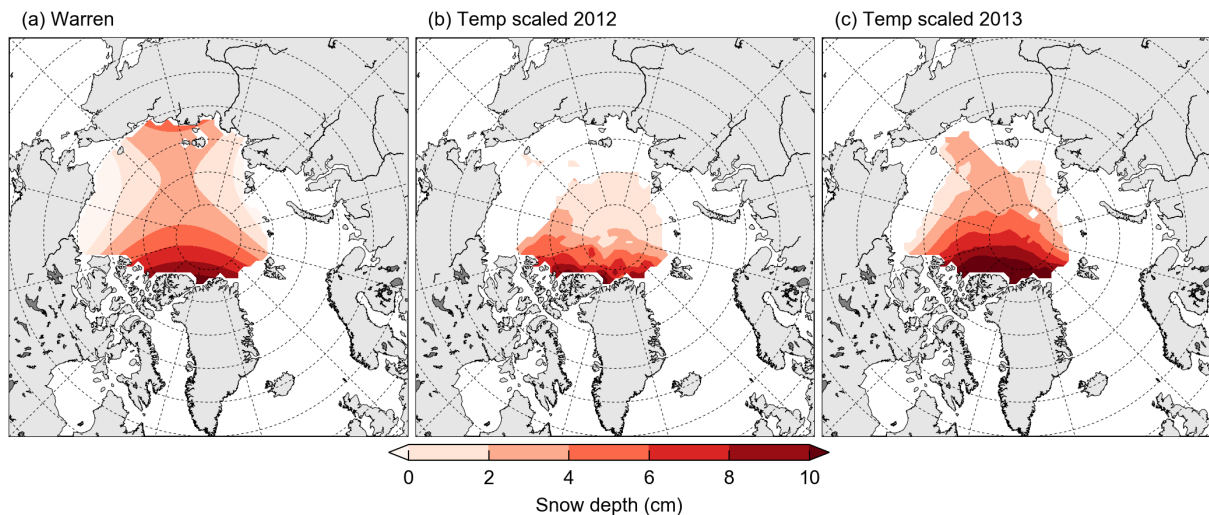 (a) Warren
(b) Temp scaled 2012
(c) Temp scaled 2013
0 2 4 6 8 10
Snow depth (cm)